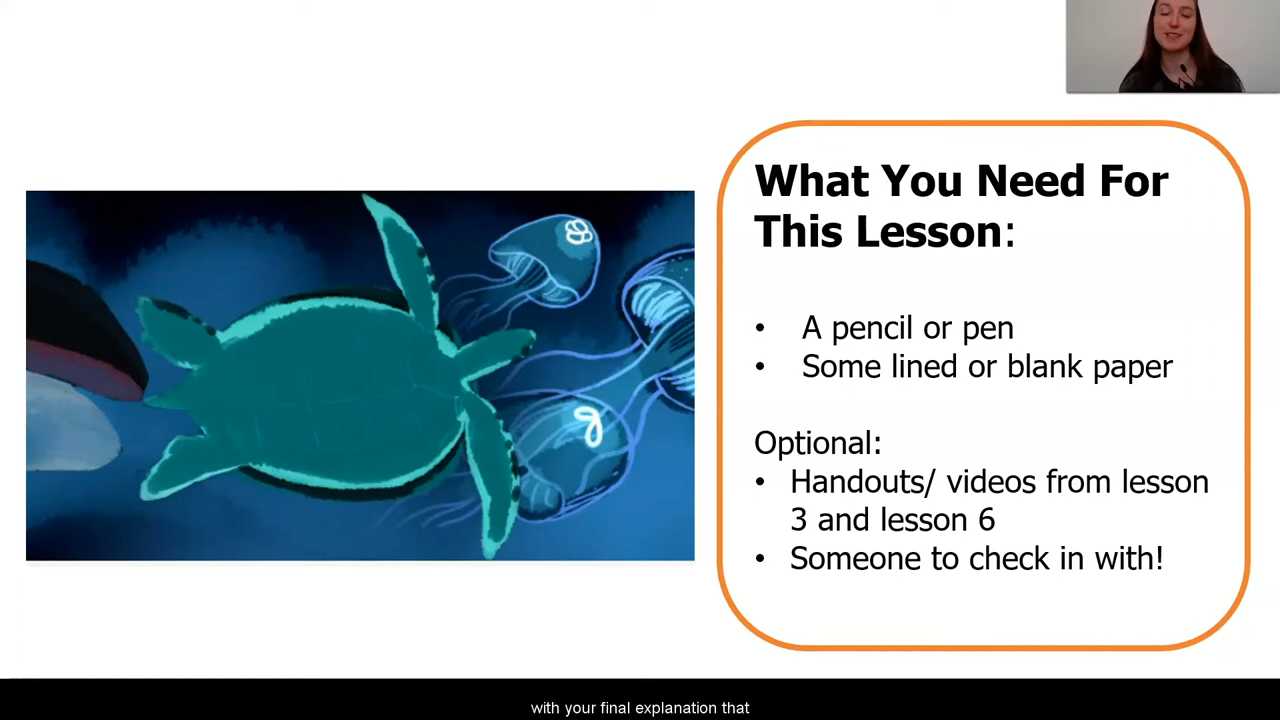 What You Need For
This Lesson:
• A pencil or pen
• Some lined or blank paper
Optional:
• Handouts/ videos from lesson
3 and lesson 6
• Someone to check in with!
with your final explanation that